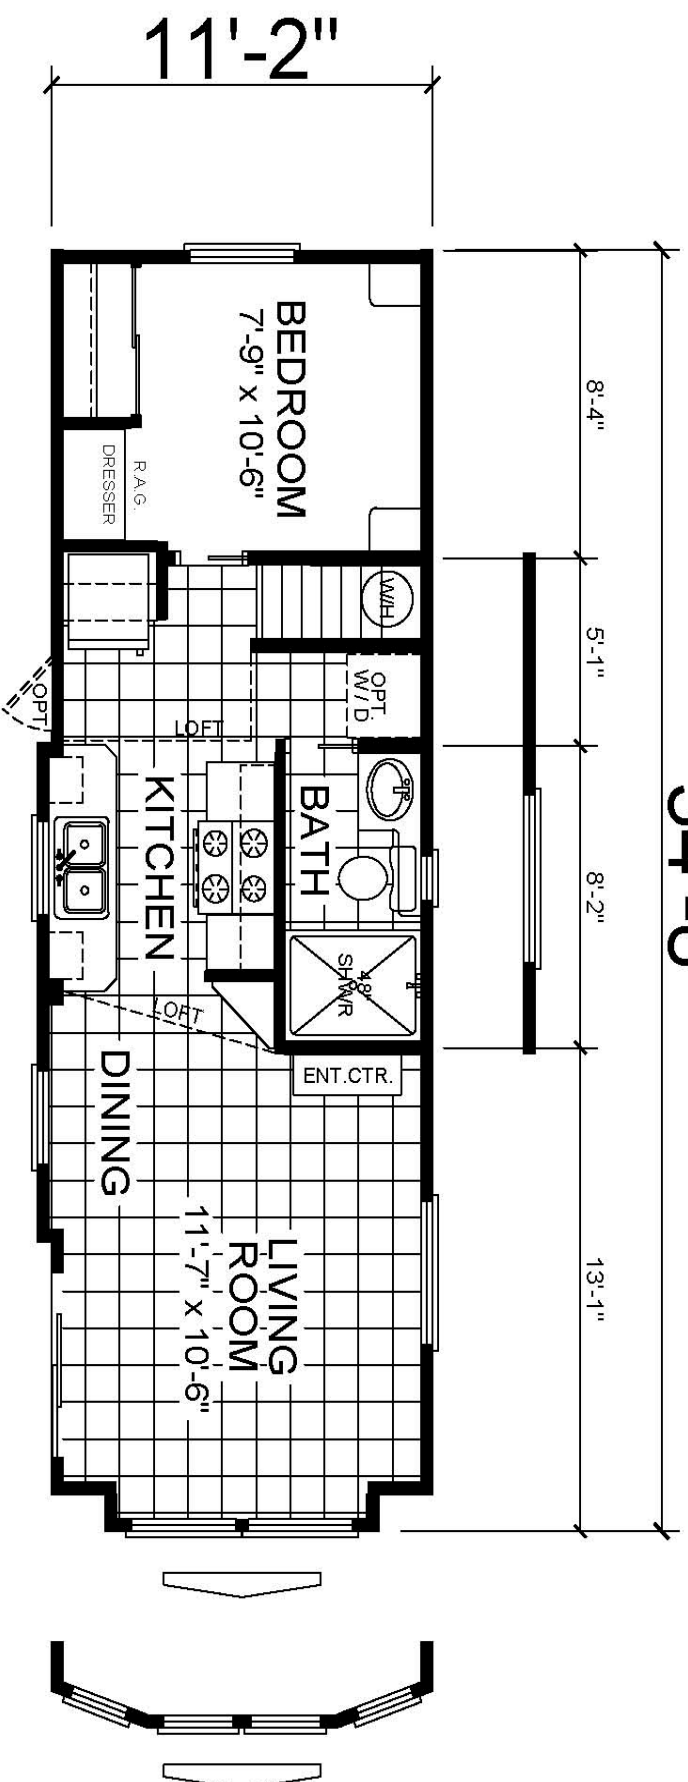 11'-2"
BEDROOM
7'-9" x 10'-6"
8'-4"
R.A.G.
DRESSER
W/H
5'-1"
OPT.
W/D
OPT.
LOFT
KITCHEN
BATH
8'-2"
48"
SHWR
LOFT
ENT.CTR.
DINING
LIVING
ROOM
11'-7" x 10'-6"
13'-1"